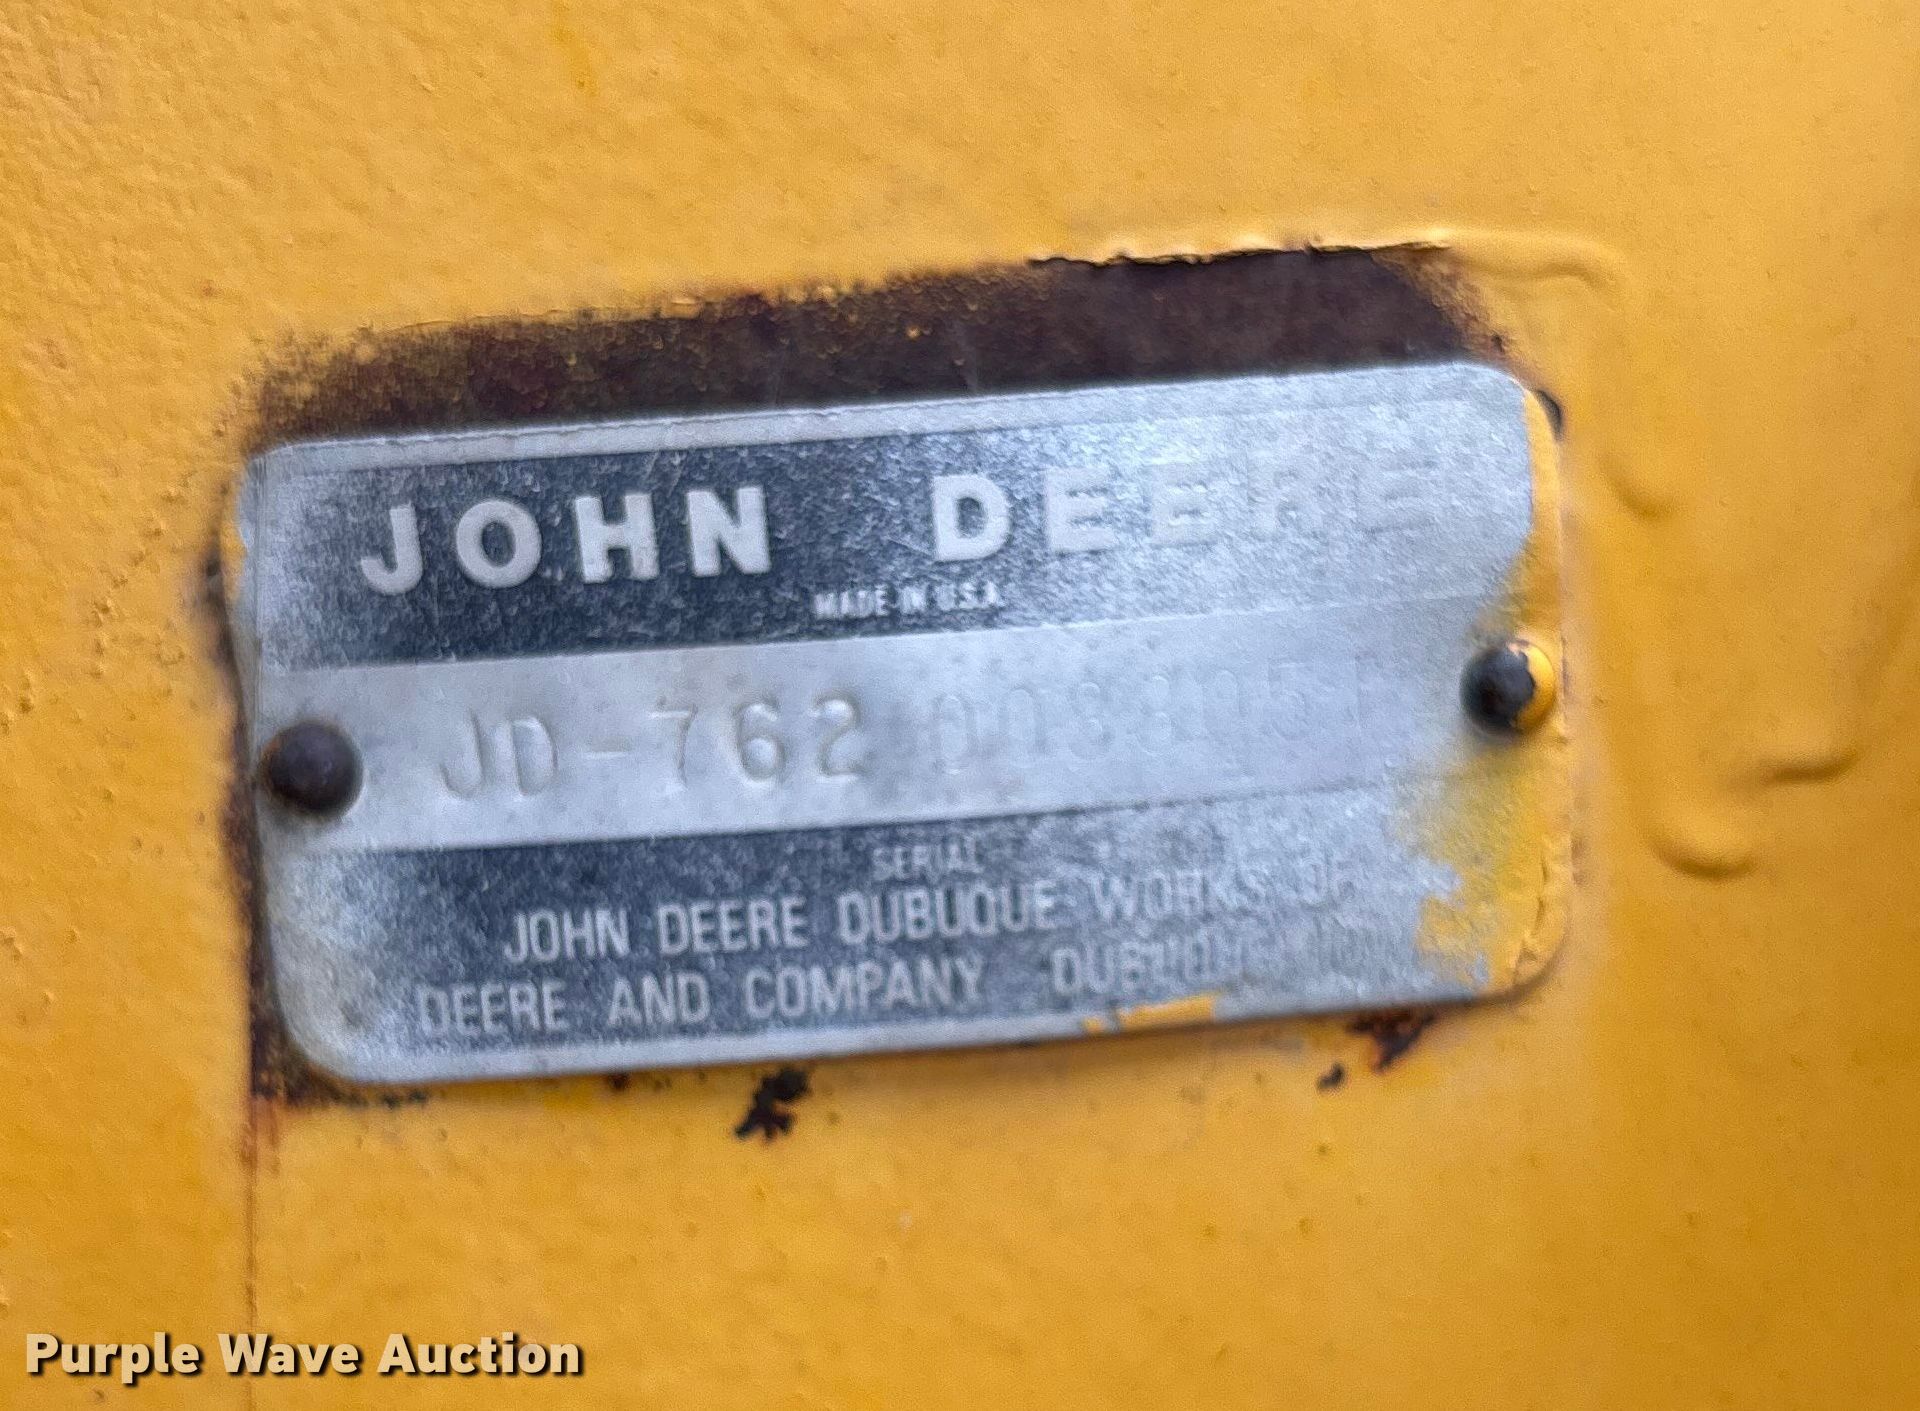 JOHN DEERE
MADE IN U.S.A.
JD-762
SERIAL
JOHN DEERE DUBUQUE WORKS OF
DEERE AND COMPANY
Purple Wave Auction